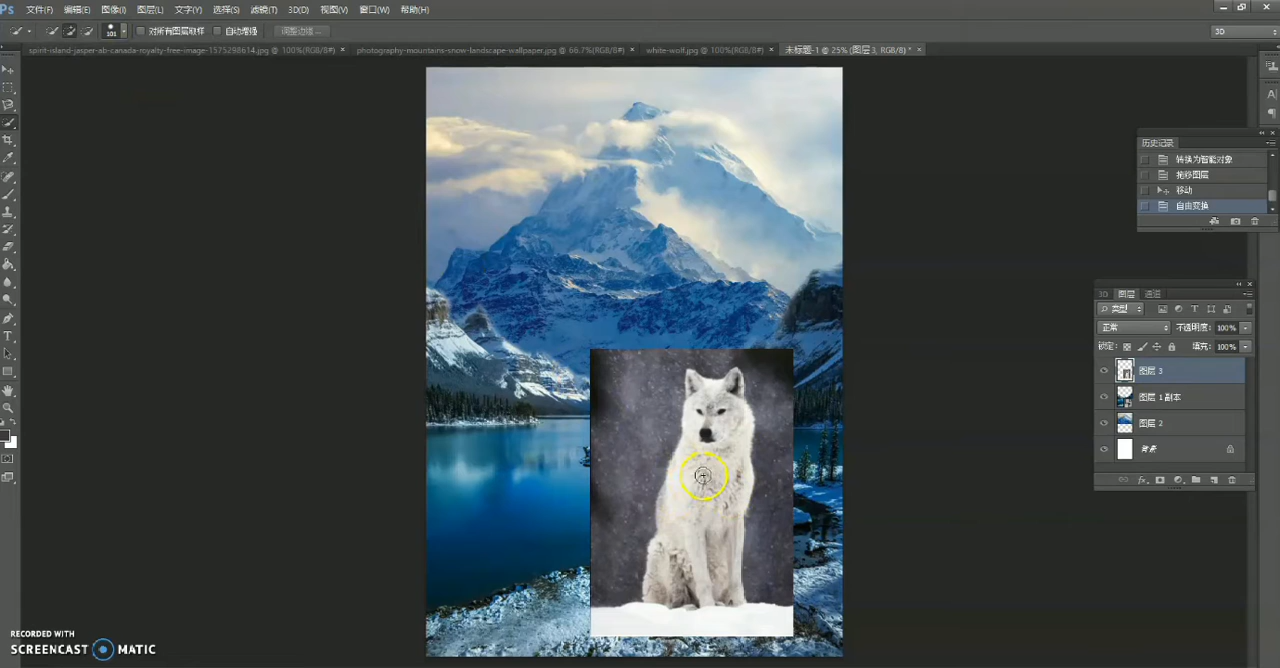 Ps 文件(F) 编辑(E) 图像(I) 图层(L) 文字(Y) 选择(S) 滤镜(T) 3D(D) 视图(V) 窗口(W) 帮助(H)
101 对所有图层取样 自动增强 调整边缘... 3D
spirit-island-jasper-ab-canada-royalty-free-image-1575298614.jpg @ 100%(RGB/8#) × photography-mountains-snow-landscape-wallpaper.jpg @ 66.7%(RGB/8#) × white-wolf.jpg @ 100%(RGB/8#) × 未标题-1 @ 25% (图层 3, RGB/8) * ×
历史记录
转换为智能对象
拖移图层
移动
自由变换
3D 图层 通道
类型
正常 不透明度: 100%
锁定: 填充: 100%
图层 3
图层 1 副本
图层 2
背景
RECORDED WITH
SCREENCAST MATIC